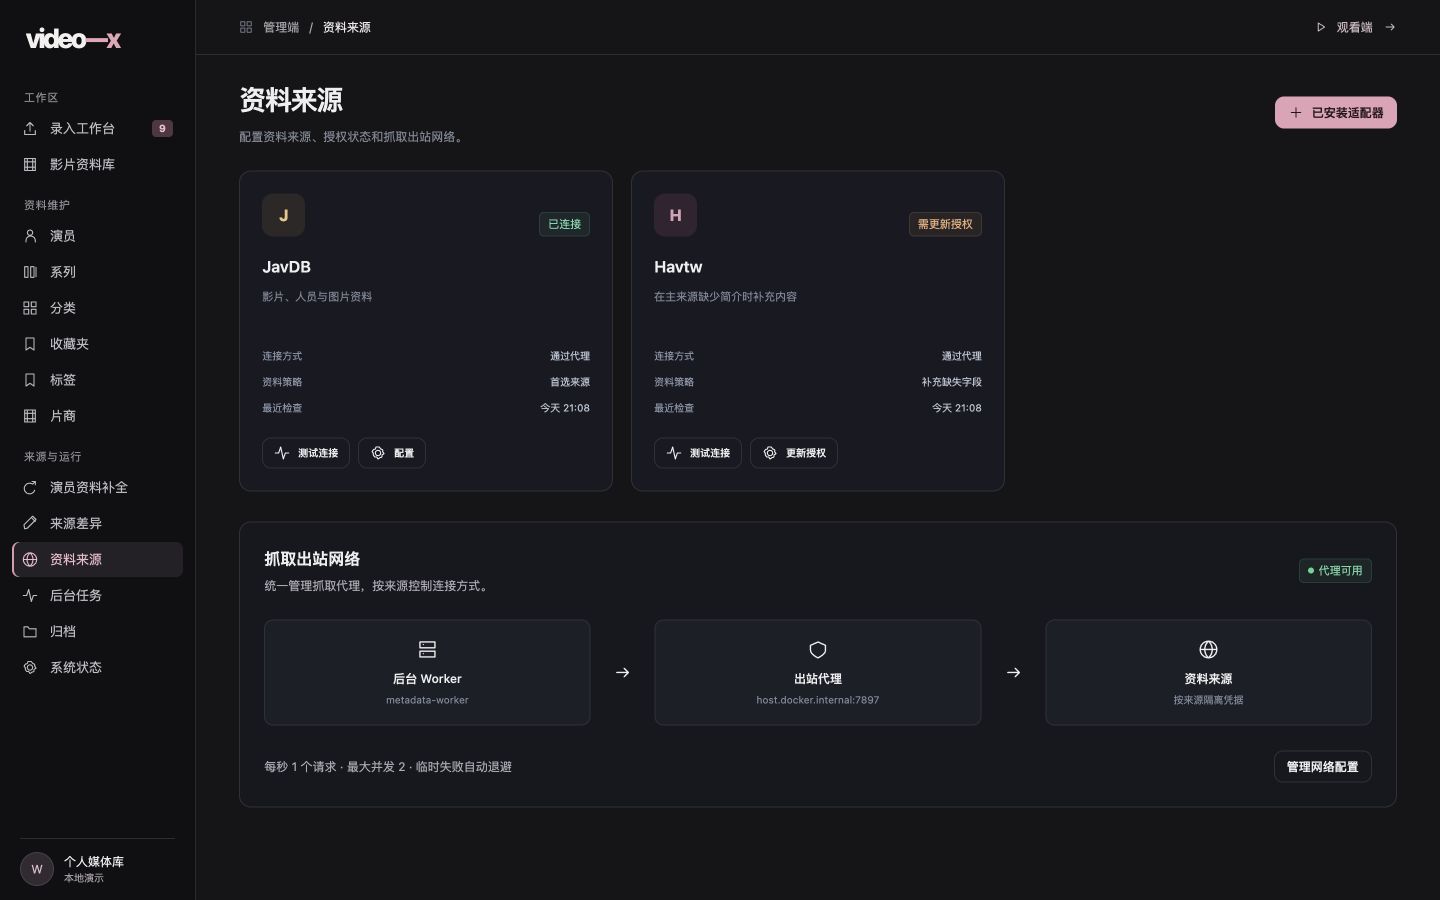 video—x
工作区
录入工作台 9
影片资料库
资料维护
演员
系列
分类
收藏夹
标签
片商
来源与运行
演员资料补全
来源差异
资料来源
后台任务
归档
系统状态
W
个人媒体库
本地演示
管理端 / 资料来源
观看端 →
资料来源
配置资料来源、授权状态和抓取出站网络。
+ 已安装适配器
J
已连接
JavDB
影片、人员与图片资料
连接方式 通过代理
资料策略 首选来源
最近检查 今天 21:08
测试连接 配置
H
需更新授权
Havtw
在主来源缺少简介时补充内容
连接方式 通过代理
资料策略 补充缺失字段
最近检查 今天 21:08
测试连接 更新授权
抓取出站网络
统一管理抓取代理，按来源控制连接方式。
代理可用
后台 Worker
metadata-worker
→
出站代理
host.docker.internal:7897
→
资料来源
按来源隔离凭据
每秒 1 个请求 · 最大并发 2 · 临时失败自动退避
管理网络配置